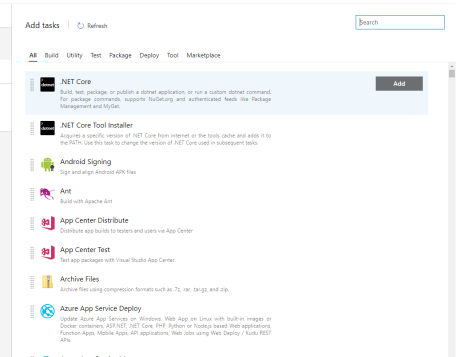 Add tasks
Refresh
Search
All Build Utility Test Package Deploy Tool Marketplace
dotnet
.NET Core
Build, test, package, or publish a dotnet application, or run a custom dotnet command.
For package commands, supports NuGet.org and authenticated feeds like Package
Management and MyGet.
Add
dotnet
.NET Core Tool Installer
Acquires a specific version of .NET Core from internet or the tools cache and adds it to
the PATH. Use this task to change the version of .NET Core used in subsequent tasks.
Android Signing
Sign and align Android APK files
Ant
Build with Apache Ant
App Center Distribute
Distribute app builds to testers and users via App Center
App Center Test
Test app packages with Visual Studio App Center.
Archive Files
Archive files using compression formats such as .7z, .rar, .tar.gz, and .zip.
Azure App Service Deploy
Update Azure App Services on Windows, Web App on Linux with built-in images or
Docker containers, ASP.NET, .NET Core, PHP, Python or Node.js based Web applications,
Function Apps, Mobile Apps, API applications, Web Jobs using Web Deploy / Kudu REST
APIs